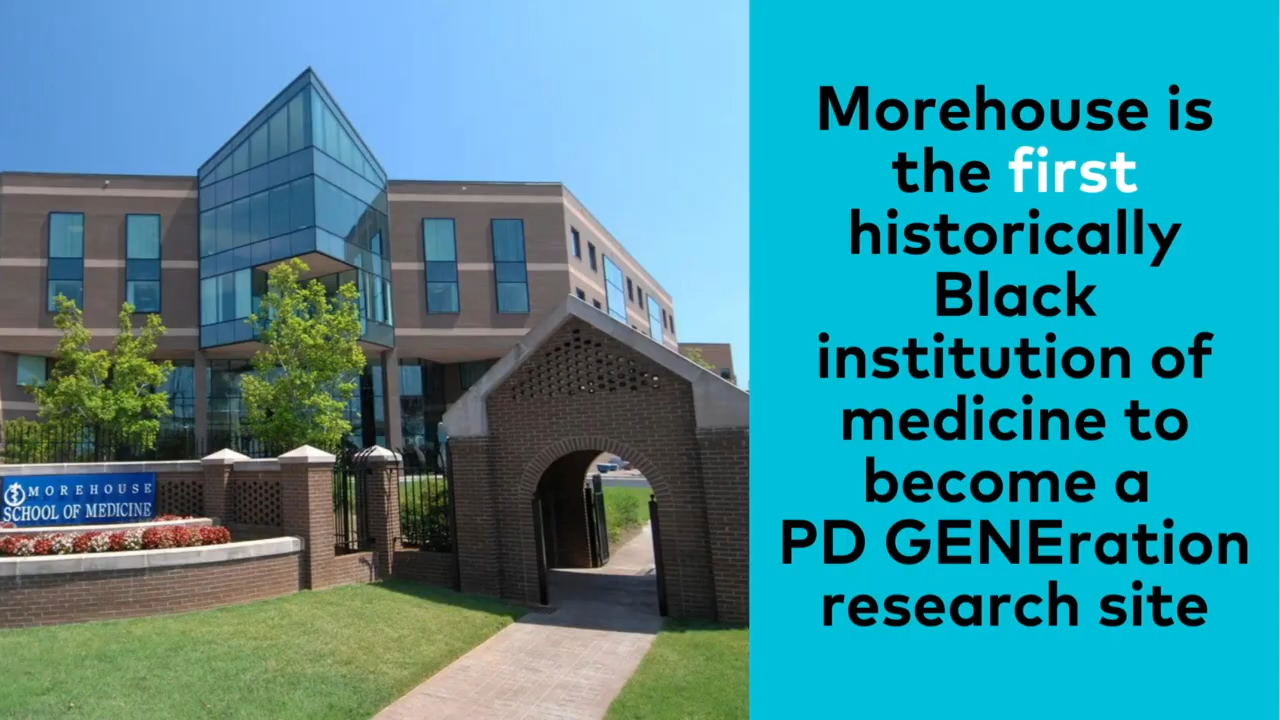 MOREHOUSE
SCHOOL OF MEDICINE
Morehouse is
the first
historically
Black
institution of
medicine to
become a
PD GENEration
research site